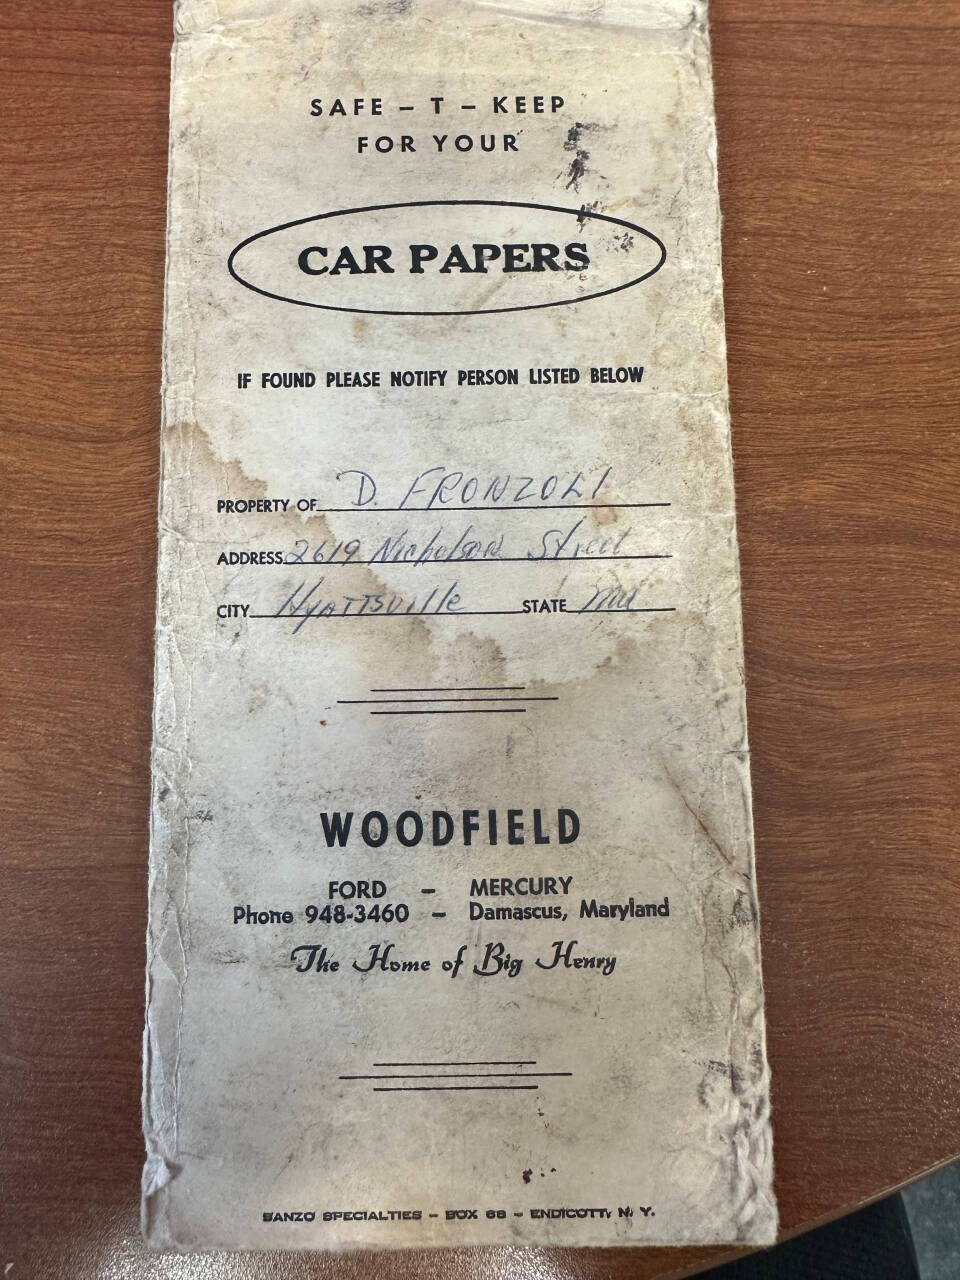 SAFE – T – KEEP
FOR YOUR
CAR PAPERS
IF FOUND PLEASE NOTIFY PERSON LISTED BELOW
PROPERTY OF D. FRONZOLI
ADDRESS 2619 Nicholson Street
CITY Hyattsville STATE Md
WOODFIELD
FORD – MERCURY
Phone 948-3460 – Damascus, Maryland
The Home of Big Henry
SANZO SPECIALTIES – BOX 68 – ENDICOTT, N. Y.